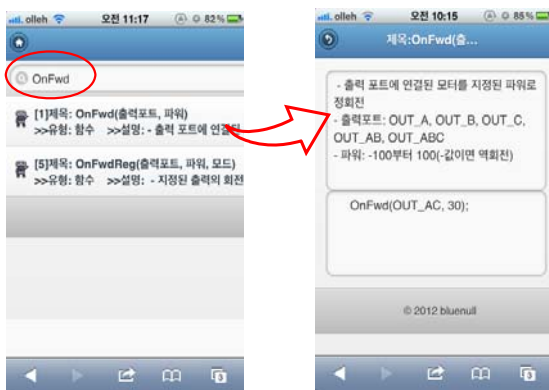 olleh 오전 11:17 82%
OnFwd
[1]제목: OnFwd(출력포트, 파워)
>>유형: 함수 >>설명: - 출력 포트에 연결된
[5]제목: OnFwdReg(출력포트, 파워, 모드)
>>유형: 함수 >>설명: - 지정된 출력의 회전
olleh 오전 10:15 85%
제목:OnFwd(출...
- 출력 포트에 연결된 모터를 지정된 파워로
정회전
- 출력포트: OUT_A, OUT_B, OUT_C,
OUT_AB, OUT_ABC
- 파워: -100부터 100(-값이면 역회전)
OnFwd(OUT_AC, 30);
© 2012 bluenull